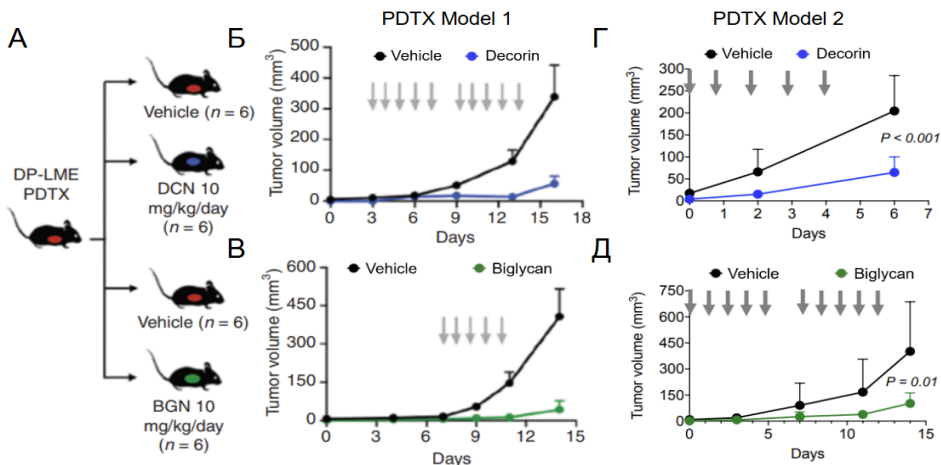 PDTX Model 1
PDTX Model 2
А
DP-LME
PDTX
Vehicle (n = 6)
DCN 10
mg/kg/day
(n = 6)
Vehicle (n = 6)
BGN 10
mg/kg/day
(n = 6)
Б
Vehicle
Decorin
Tumor volume (mm3)
500
400
300
200
100
0
0 3 6 9 12 15 18
Days
В
Vehicle
Biglycan
Tumor volume (mm3)
600
450
300
150
0
0 3 6 9 12 15
Days
Г
Vehicle
Decorin
Tumor volume (mm3)
300
250
200
150
100
50
0
P < 0.001
0 1 2 3 4 5 6 7
Days
Д
Vehicle
Biglycan
Tumor volume (mm3)
750
450
150
0
P = 0.01
0 5 10 15
Days